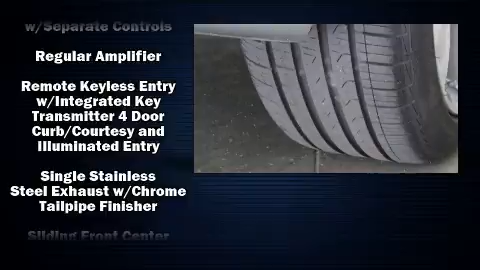 w/Separate Controls
Regular Amplifier
Remote Keyless Entry
w/Integrated Key
Transmitter 4 Door
Curb/Courtesy and
Illuminated Entry
Single Stainless
Steel Exhaust w/Chrome
Tailpipe Finisher
Sliding Front Center